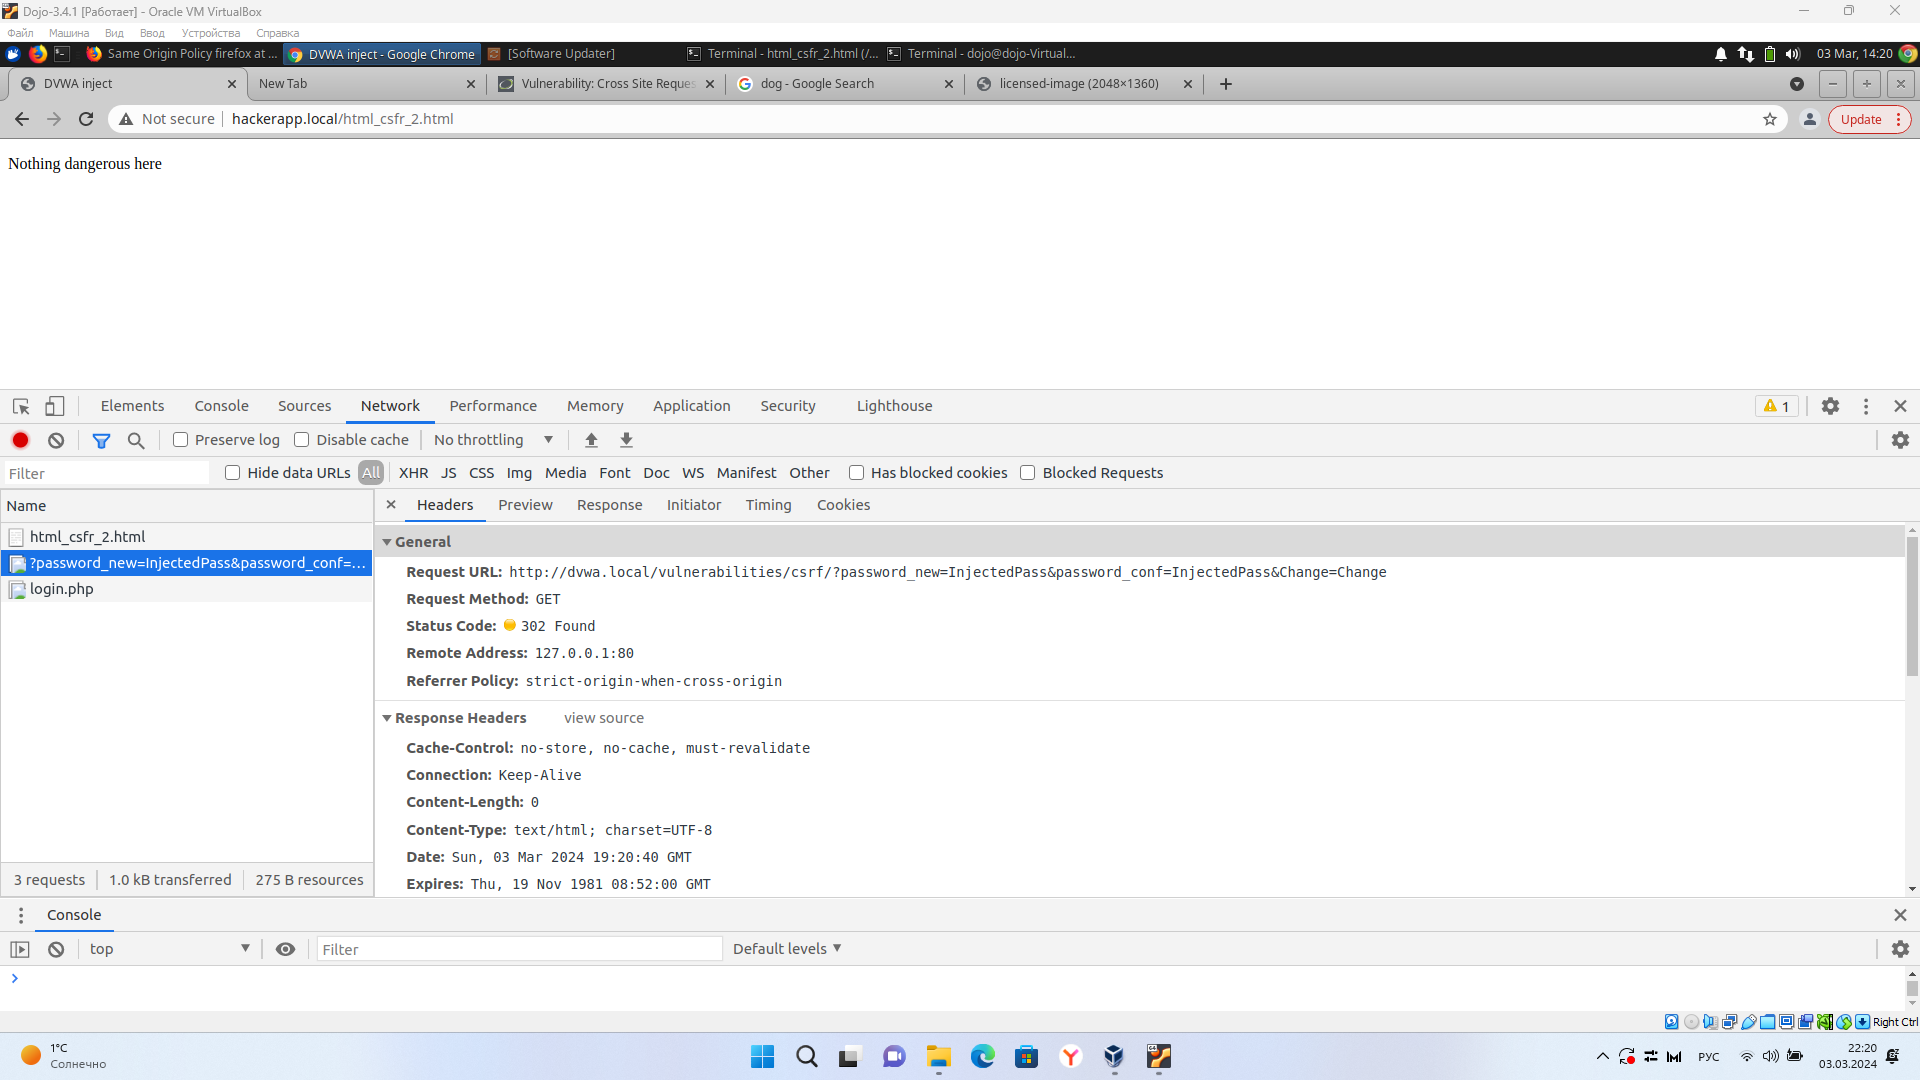 Dojo-3.4.1 [Работает] - Oracle VM VirtualBox
Файл Машина Вид Ввод Устройства Справка
Same Origin Policy firefox at ... DVWA inject - Google Chrome [Software Updater] Terminal - html_csfr_2.html (/... Terminal - dojo@dojo-Virtual... 03 Mar, 14:20
DVWA inject New Tab Vulnerability: Cross Site Reques dog - Google Search licensed-image (2048×1360)
Not secure hackerapp.local/html_csfr_2.html Update
Nothing dangerous here
Elements Console Sources Network Performance Memory Application Security Lighthouse 1
Preserve log Disable cache No throttling
Filter Hide data URLs All XHR JS CSS Img Media Font Doc WS Manifest Other Has blocked cookies Blocked Requests
Name
html_csfr_2.html
?password_new=InjectedPass&password_conf=...
login.php
3 requests 1.0 kB transferred 275 B resources
Headers Preview Response Initiator Timing Cookies
General
Request URL: http://dvwa.local/vulnerabilities/csrf/?password_new=InjectedPass&password_conf=InjectedPass&Change=Change
Request Method: GET
Status Code: 302 Found
Remote Address: 127.0.0.1:80
Referrer Policy: strict-origin-when-cross-origin
Response Headers view source
Cache-Control: no-store, no-cache, must-revalidate
Connection: Keep-Alive
Content-Length: 0
Content-Type: text/html; charset=UTF-8
Date: Sun, 03 Mar 2024 19:20:40 GMT
Expires: Thu, 19 Nov 1981 08:52:00 GMT
Console
top Filter Default levels
Right Ctrl
1°C
Солнечно
РУС
22:20
03.03.2024